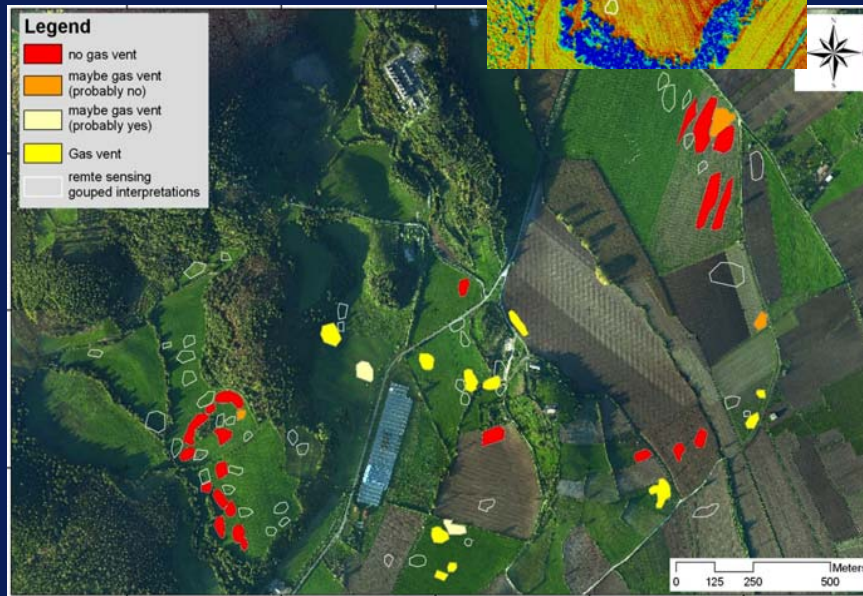 Legend
no gas vent
maybe gas vent
(probably no)
maybe gas vent
(probably yes)
Gas vent
remte sensing
gouped interpretations
Meters
0 125 250 500